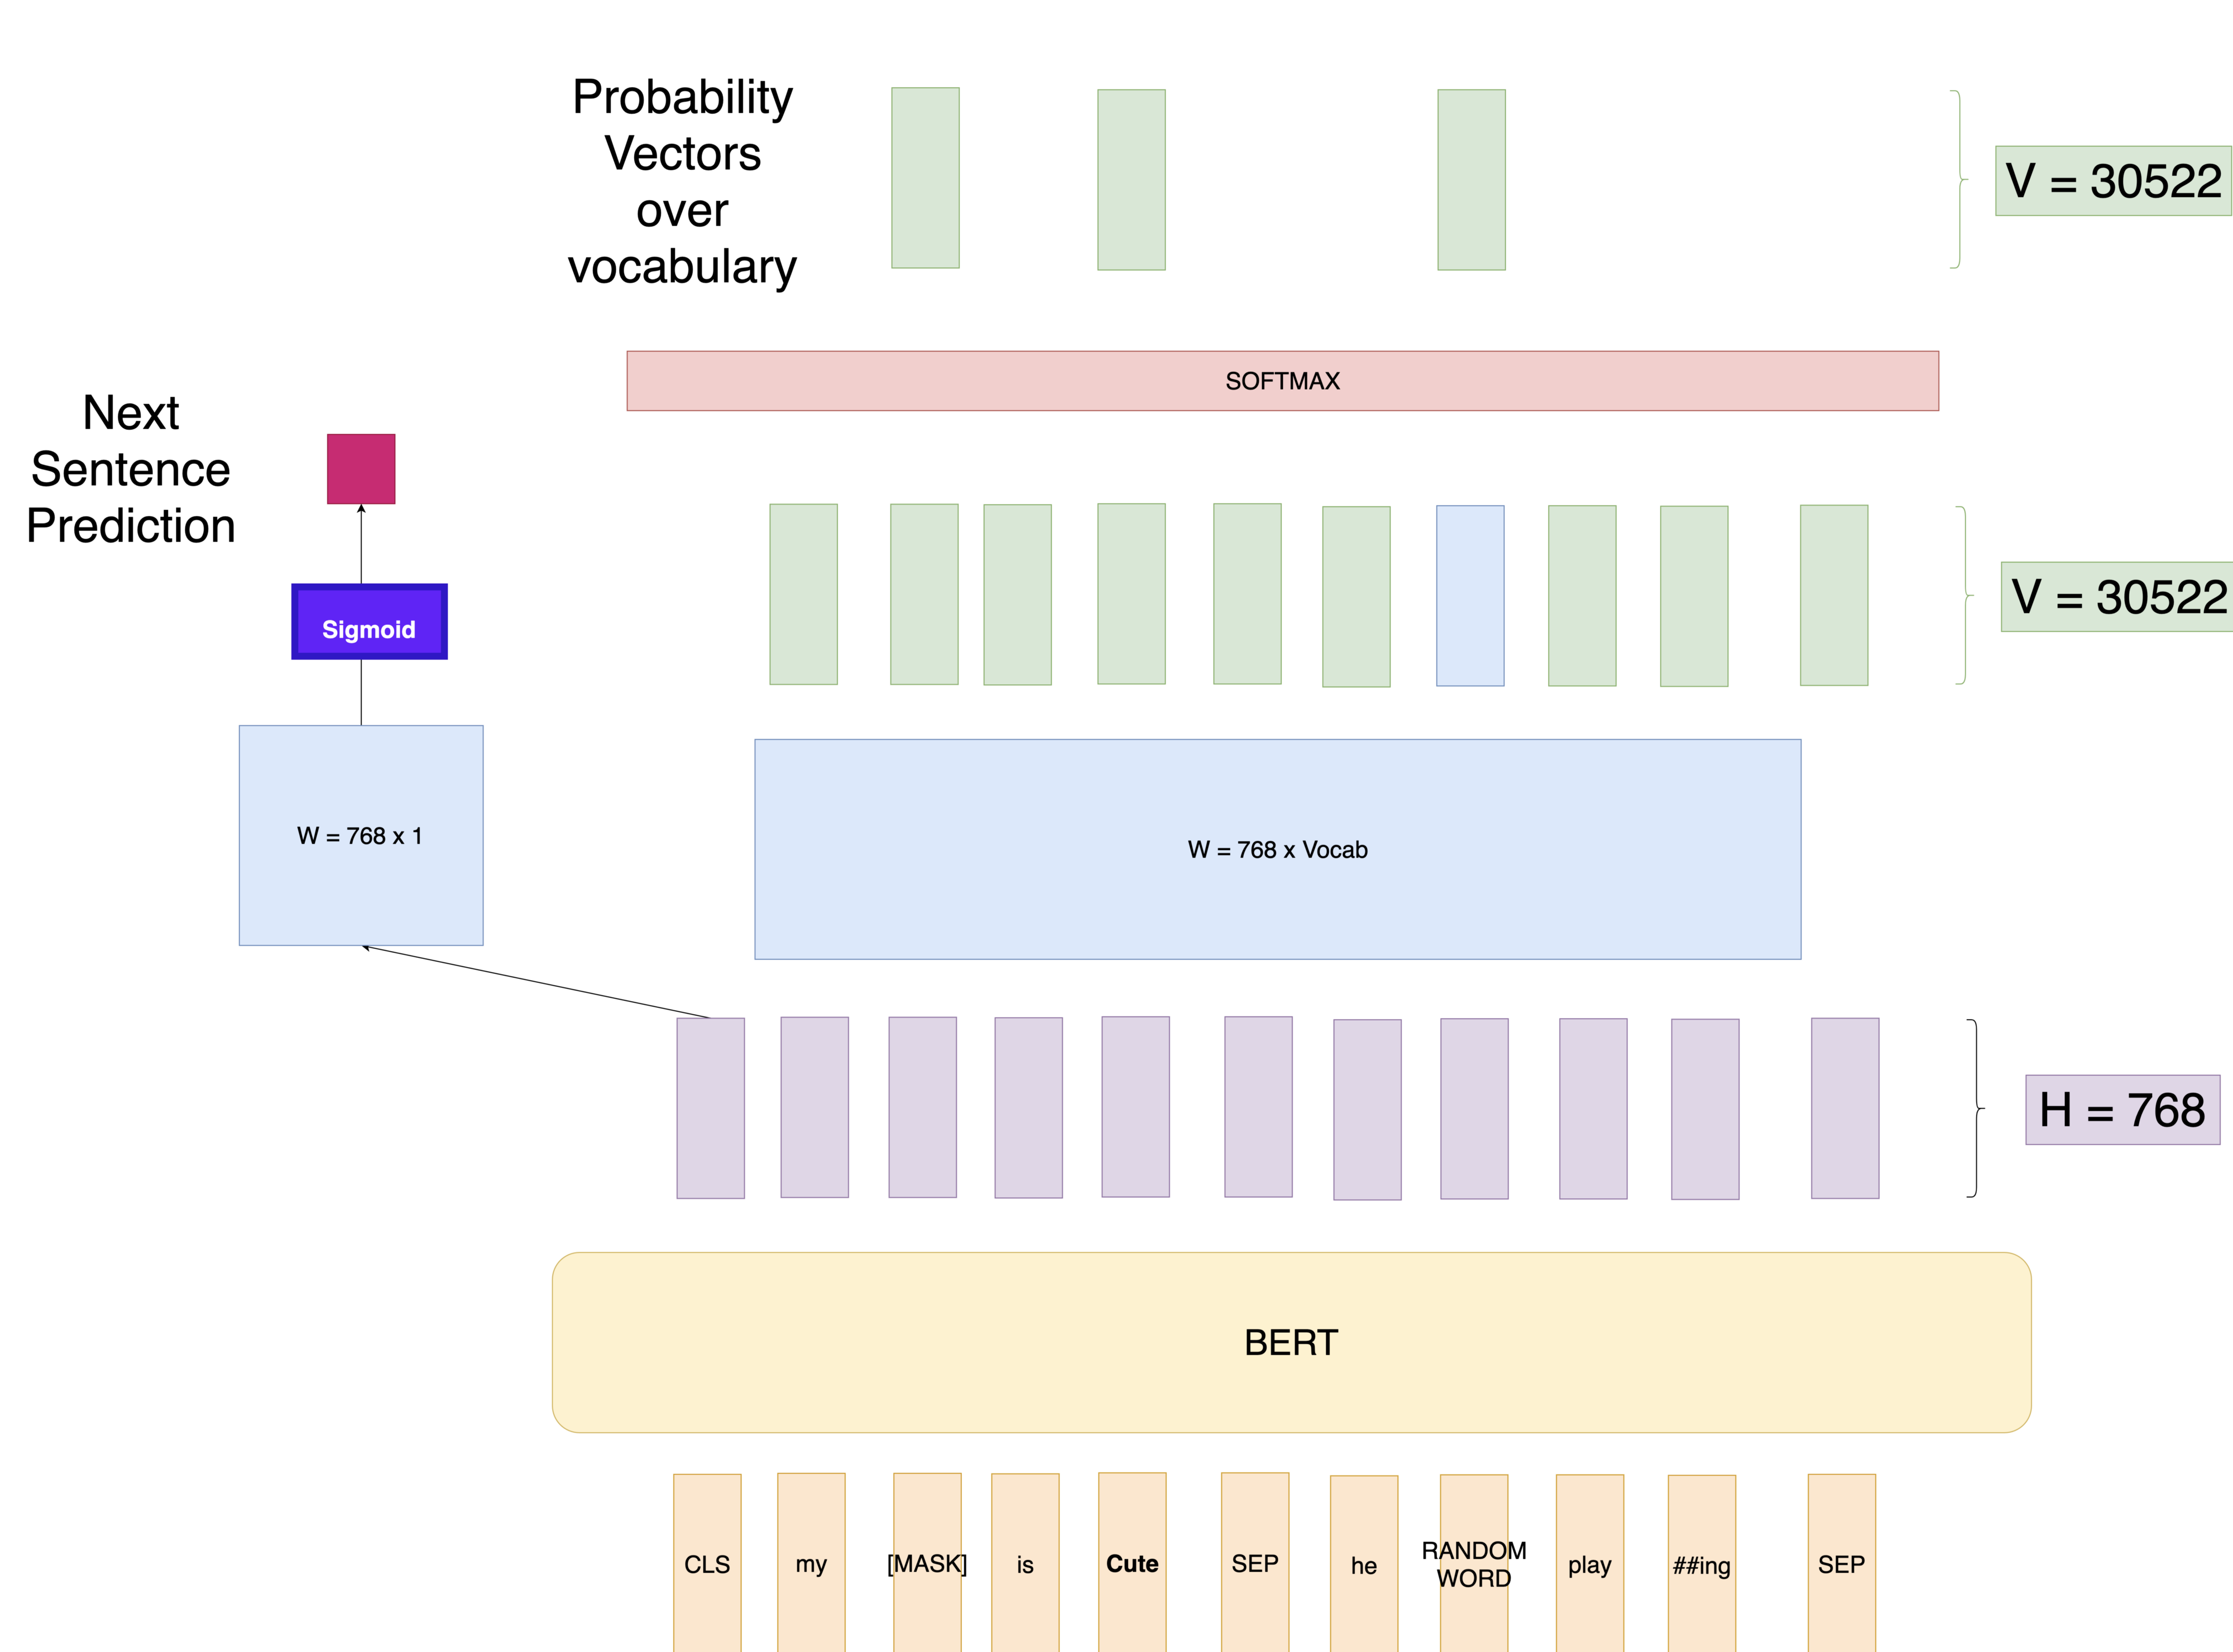 Probability
Vectors
over
vocabulary
V = 30522
SOFTMAX
Next
Sentence
Prediction
Sigmoid
V = 30522
W = 768 x 1
W = 768 x Vocab
H = 768
BERT
CLS
my
[MASK]
is
Cute
SEP
he
RANDOM
WORD
play
##ing
SEP